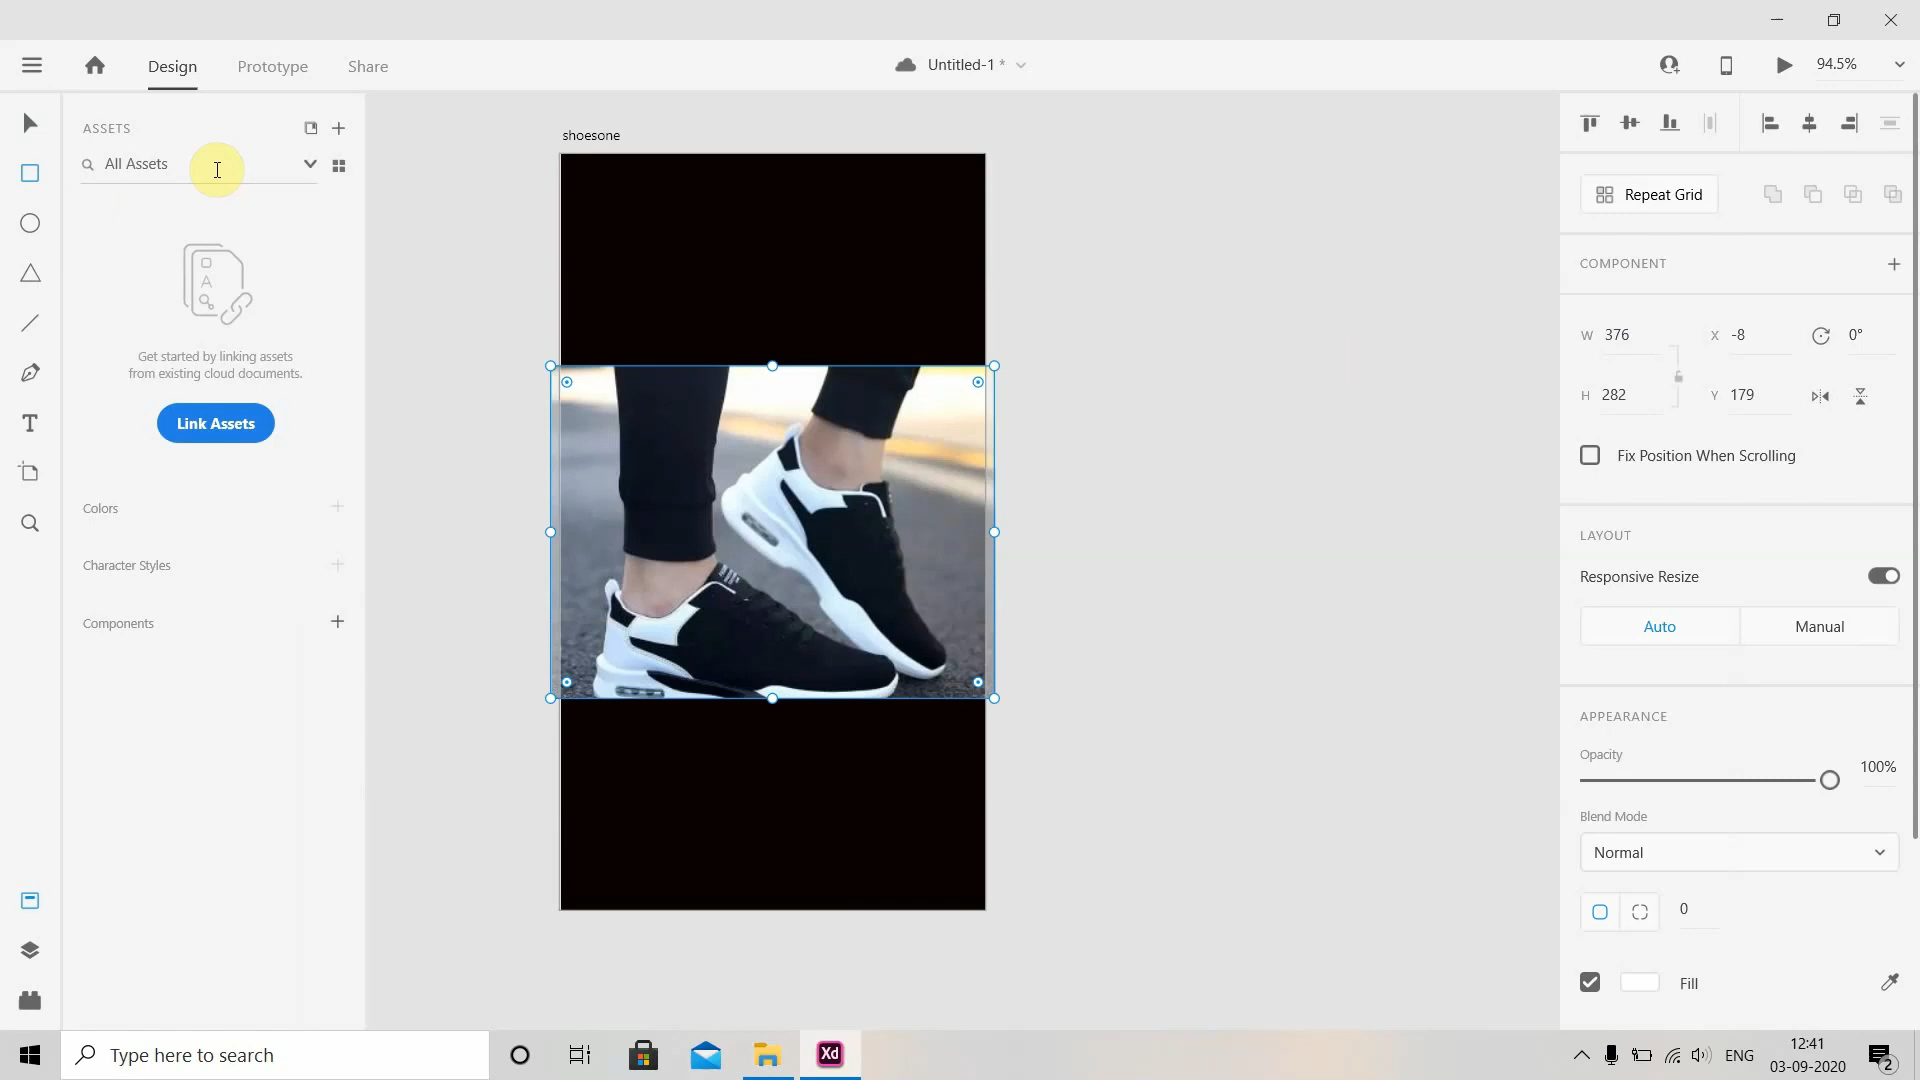 Design
Prototype
Share
Untitled-1 *
94.5%
ASSETS
All Assets
Get started by linking assets
from existing cloud documents.
Link Assets
Colors
Character Styles
Components
shoesone
Repeat Grid
COMPONENT
W 376
X -8
0°
H 282
Y 179
Fix Position When Scrolling
LAYOUT
Responsive Resize
Auto
Manual
APPEARANCE
Opacity
100%
Blend Mode
Normal
0
Fill
T
A
Type here to search
Xd
ENG
12:41
03-09-2020
2